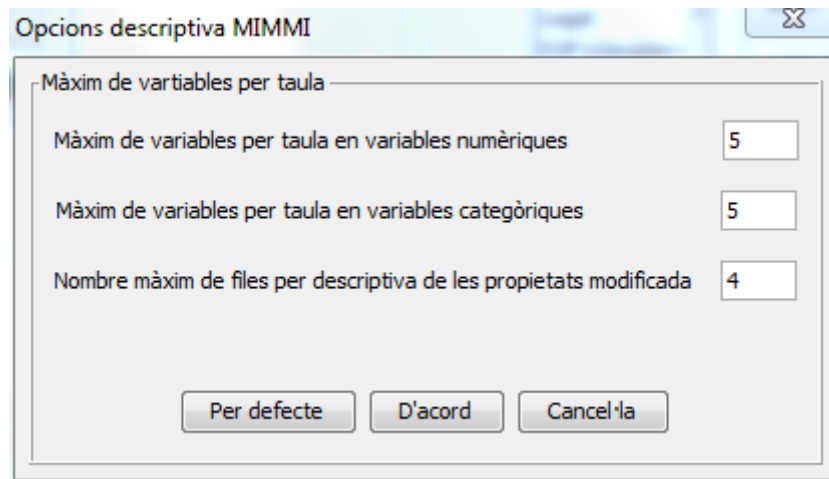 Opcions descriptiva MIMMI
Màxim de vartiables per taula
Màxim de variables per taula en variables numèriques 5
Màxim de variables per taula en variables categòriques 5
Nombre màxim de files per descriptiva de les propietats modificada 4
Per defecte D'acord Cancel·la